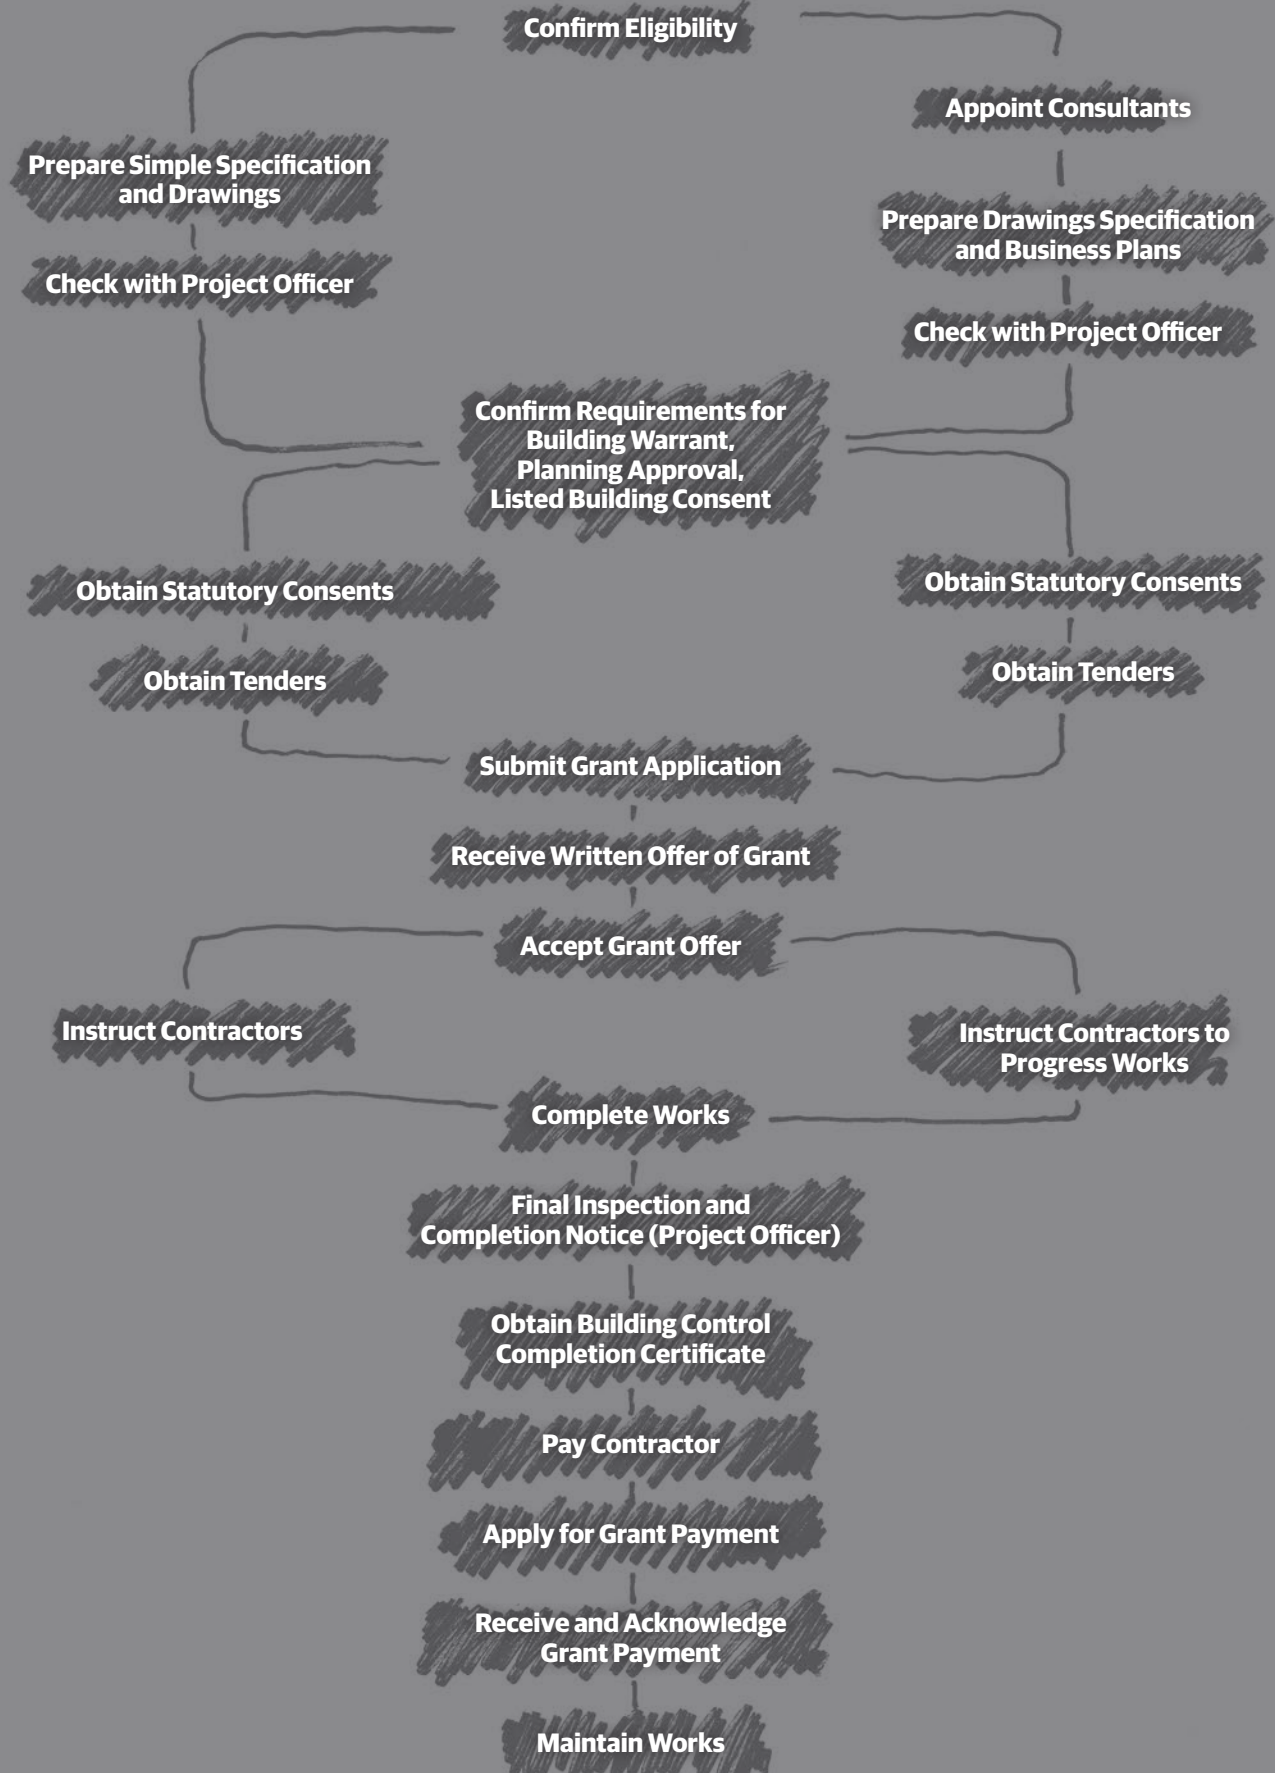 Confirm Eligibility
Appoint Consultants
Prepare Simple Specification
and Drawings
Prepare Drawings Specification
and Business Plans
Check with Project Officer
Check with Project Officer
Confirm Requirements for
Building Warrant,
Planning Approval,
Listed Building Consent
Obtain Statutory Consents
Obtain Statutory Consents
Obtain Tenders
Obtain Tenders
Submit Grant Application
Receive Written Offer of Grant
Accept Grant Offer
Instruct Contractors
Instruct Contractors to
Progress Works
Complete Works
Final Inspection and
Completion Notice (Project Officer)
Obtain Building Control
Completion Certificate
Pay Contractor
Apply for Grant Payment
Receive and Acknowledge
Grant Payment
Maintain Works